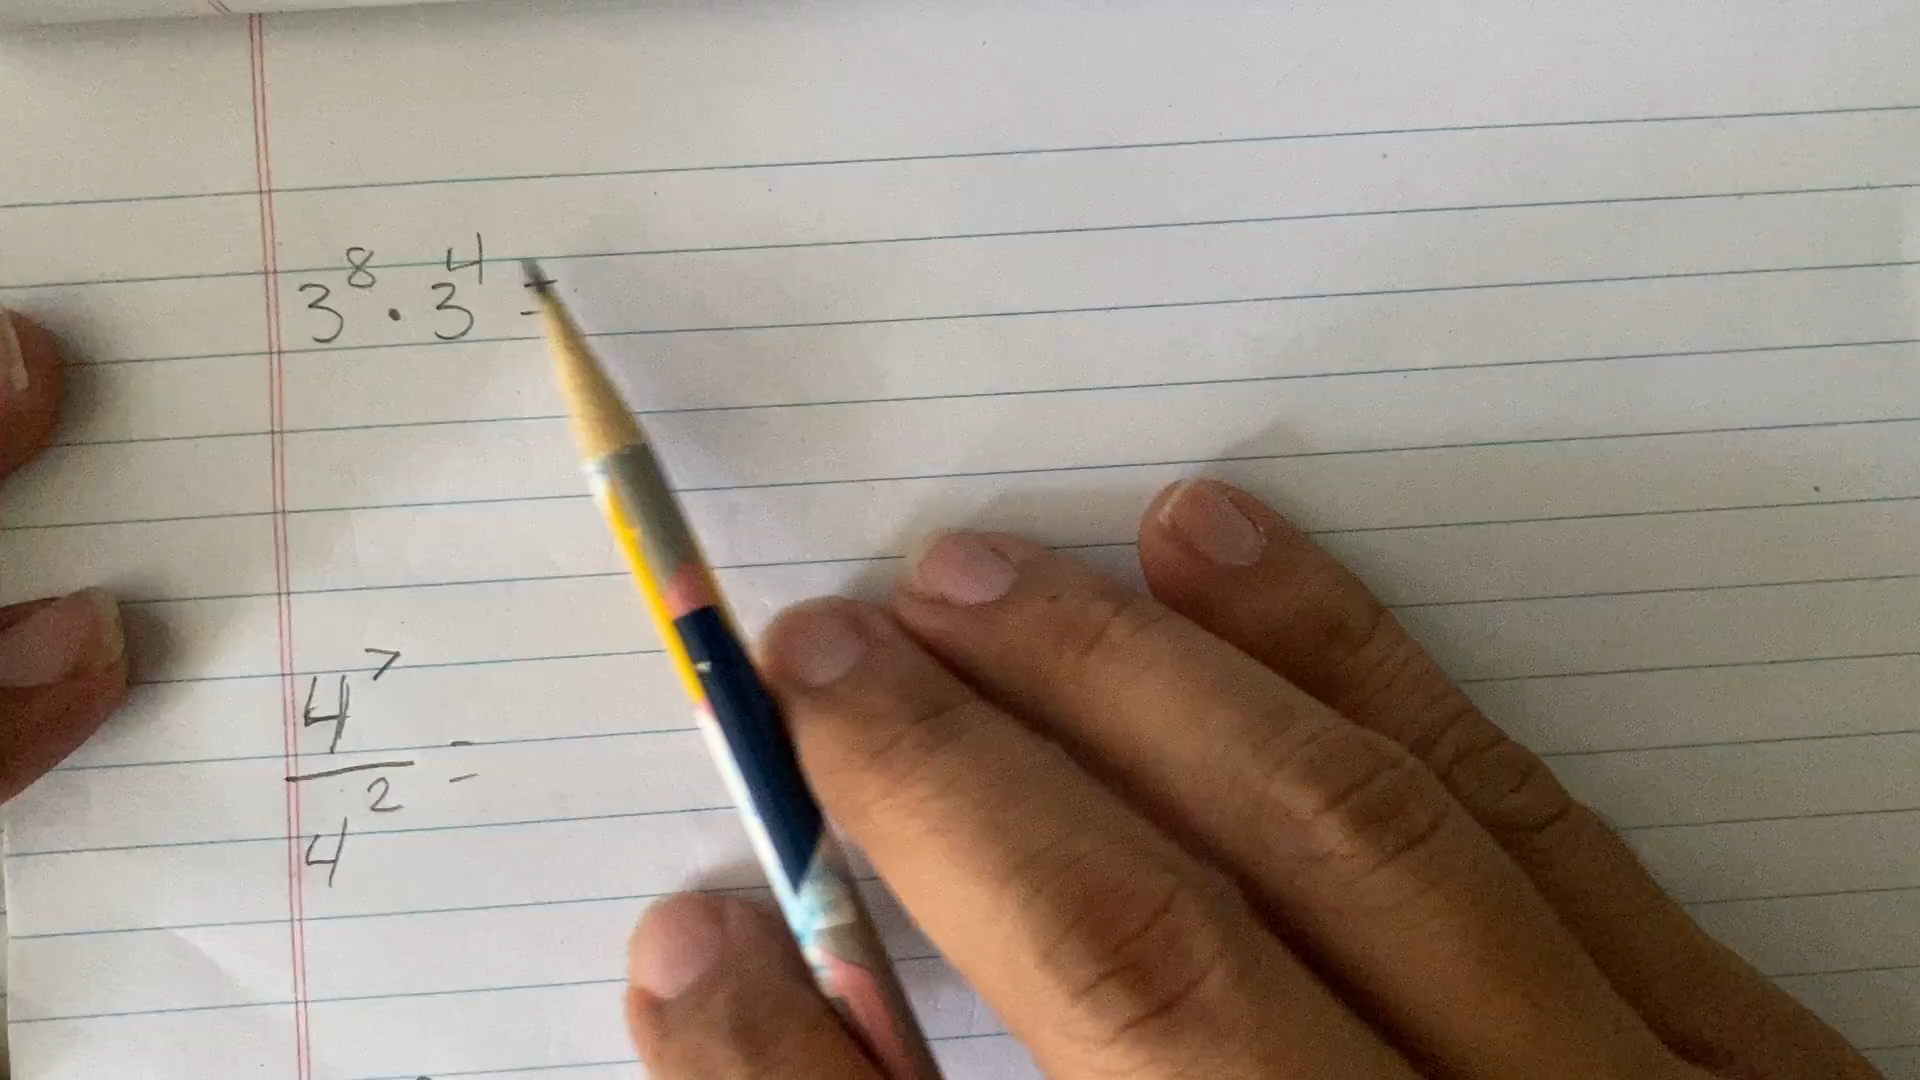 3⁸ · 3⁴ =
4⁷
4² =